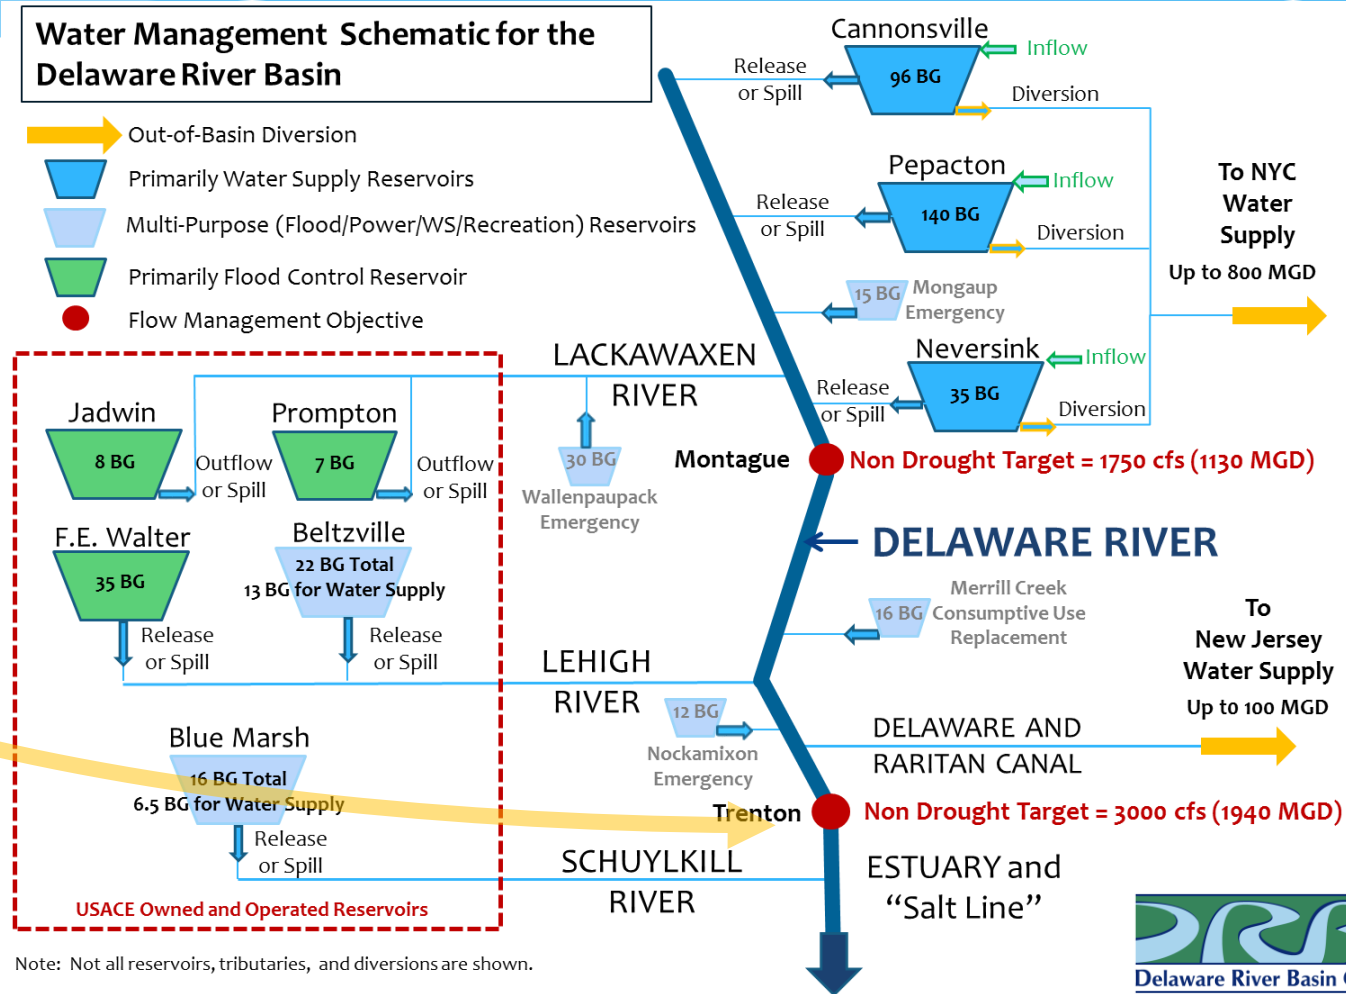 Water Management Schematic for the
Delaware River Basin
Out-of-Basin Diversion
Primarily Water Supply Reservoirs
Multi-Purpose (Flood/Power/WS/Recreation) Reservoirs
Primarily Flood Control Reservoir
Flow Management Objective
Cannonsville
96 BG
Inflow
Release
or Spill
Diversion
Pepacton
140 BG
Inflow
Release
or Spill
Diversion
To NYC
Water
Supply
Up to 800 MGD
15 BG
Mongaup
Emergency
Neversink
35 BG
Inflow
Release
or Spill
Diversion
LACKAWAXEN
RIVER
Jadwin
8 BG
Outflow
or Spill
Prompton
7 BG
Outflow
or Spill
30 BG
Wallenpaupack
Emergency
Montague
Non Drought Target = 1750 cfs (1130 MGD)
F.E. Walter
35 BG
Release
or Spill
Beltzville
22 BG Total
13 BG for Water Supply
Release
or Spill
DELAWARE RIVER
16 BG
Merrill Creek
Consumptive Use
Replacement
To
New Jersey
Water Supply
Up to 100 MGD
LEHIGH
RIVER
12 BG
Nockamixon
Emergency
DELAWARE AND
RARITAN CANAL
Blue Marsh
16 BG Total
6.5 BG for Water Supply
Release
or Spill
Trenton
Non Drought Target = 3000 cfs (1940 MGD)
SCHUYLKILL
RIVER
ESTUARY and
“Salt Line”
USACE Owned and Operated Reservoirs
Note: Not all reservoirs, tributaries, and diversions are shown.
Delaware River Basin